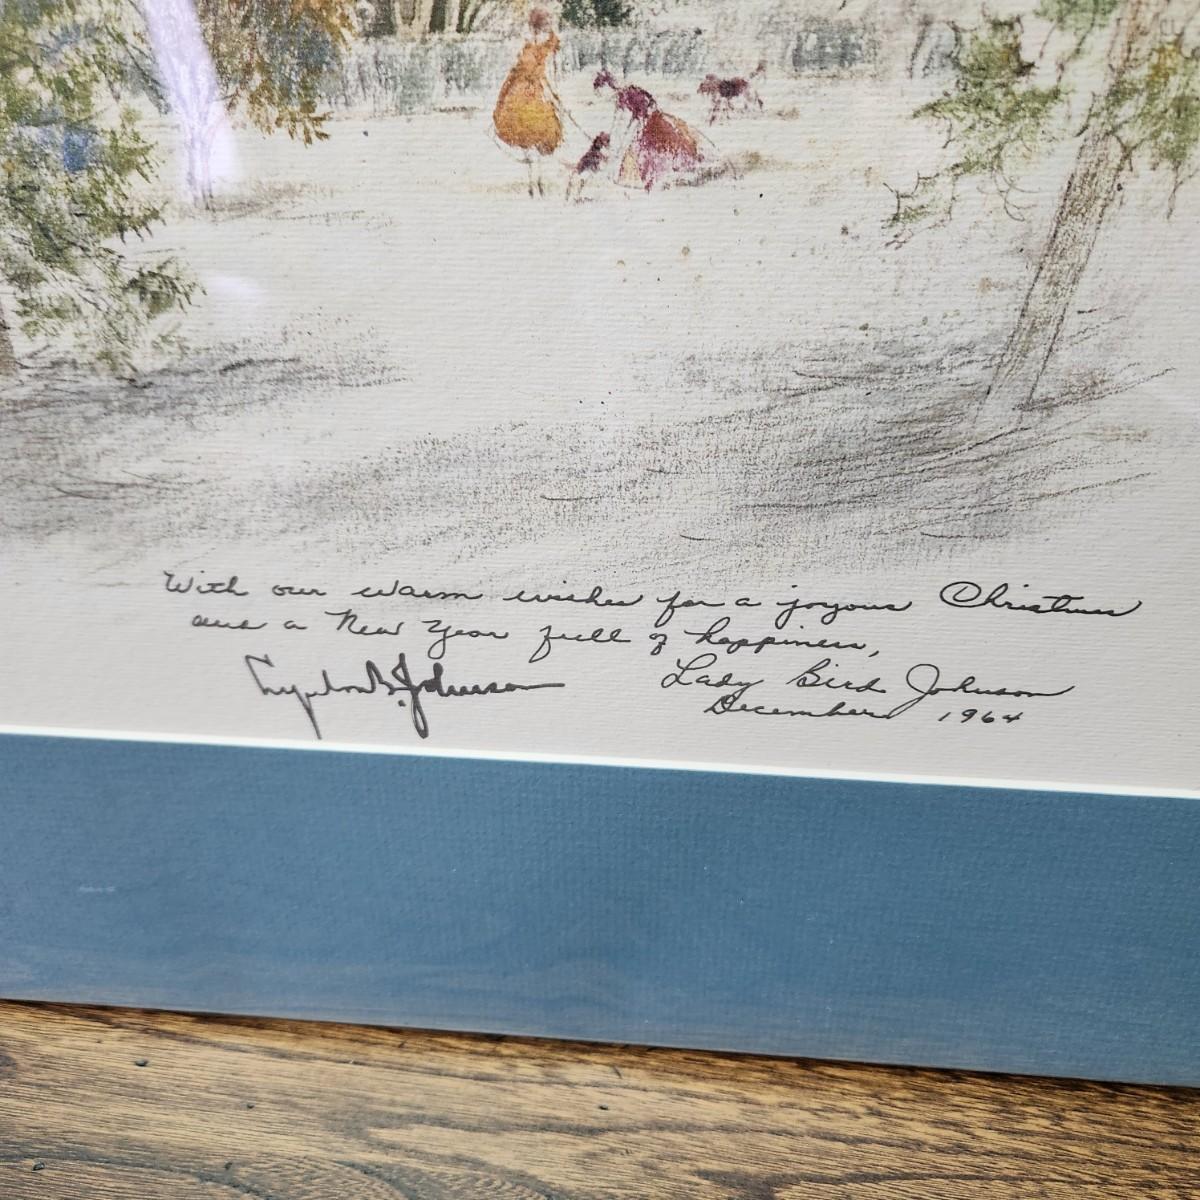 With our warm wishes for a joyous Christmas
and a New Year full of happiness,
Lyndon B. Johnson
Lady Bird Johnson
December 1964